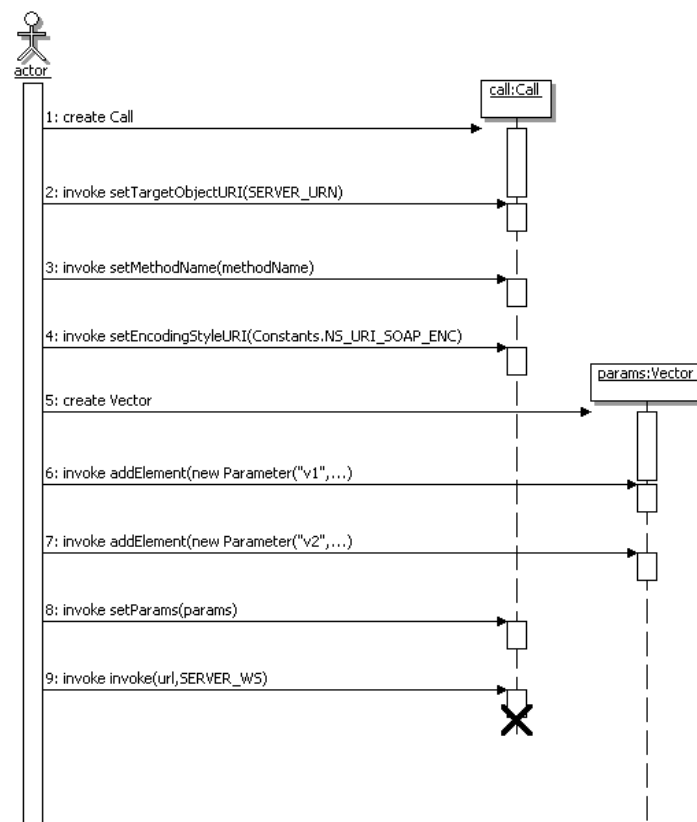 actor
call:Call
1: create Call
2: invoke setTargetObjectURI(SERVER_URN)
3: invoke setMethodName(methodName)
4: invoke setEncodingStyleURI(Constants.NS_URI_SOAP_ENC)
params:Vector
5: create Vector
6: invoke addElement(new Parameter("v1",...)
7: invoke addElement(new Parameter("v2",...)
8: invoke setParams(params)
9: invoke invoke(url,SERVER_WS)